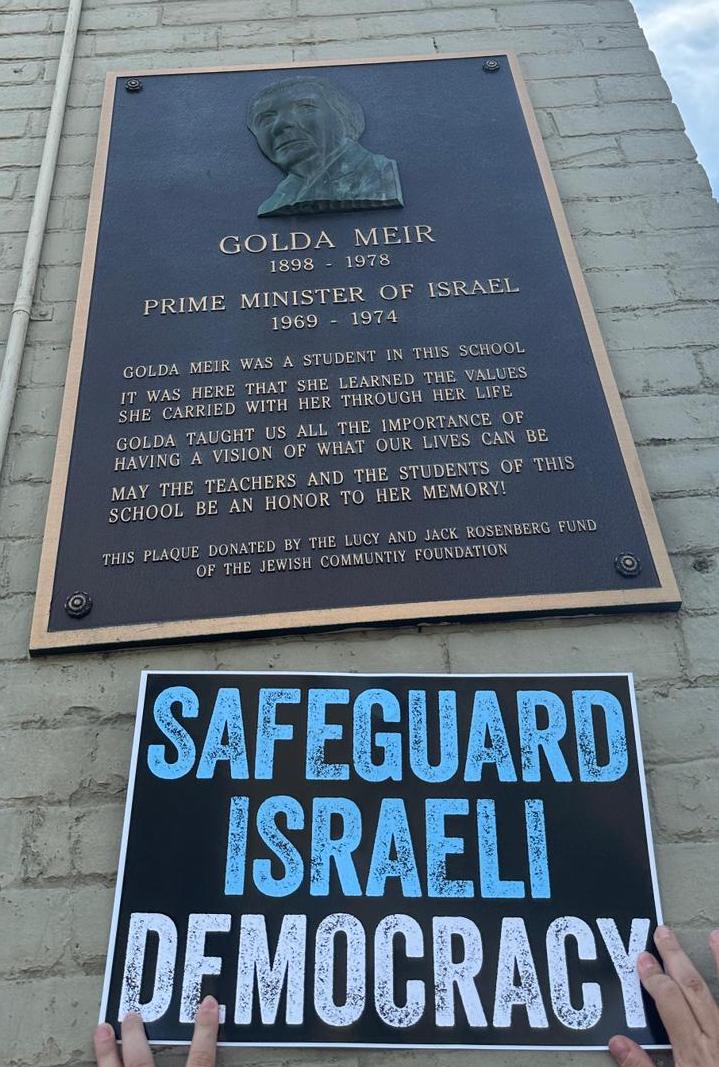 GOLDA MEIR
1898 - 1978
PRIME MINISTER OF ISRAEL
1969 - 1974
GOLDA MEIR WAS A STUDENT IN THIS SCHOOL
IT WAS HERE THAT SHE LEARNED THE VALUES
SHE CARRIED WITH HER THROUGH HER LIFE
GOLDA TAUGHT US ALL THE IMPORTANCE OF
HAVING A VISION OF WHAT OUR LIVES CAN BE
MAY THE TEACHERS AND THE STUDENTS OF THIS
SCHOOL BE AN HONOR TO HER MEMORY!
THIS PLAQUE DONATED BY THE LUCY AND JACK ROSENBERG FUND
OF THE JEWISH COMMUNTIY FOUNDATION
SAFEGUARD
ISRAELI
DEMOCRACY